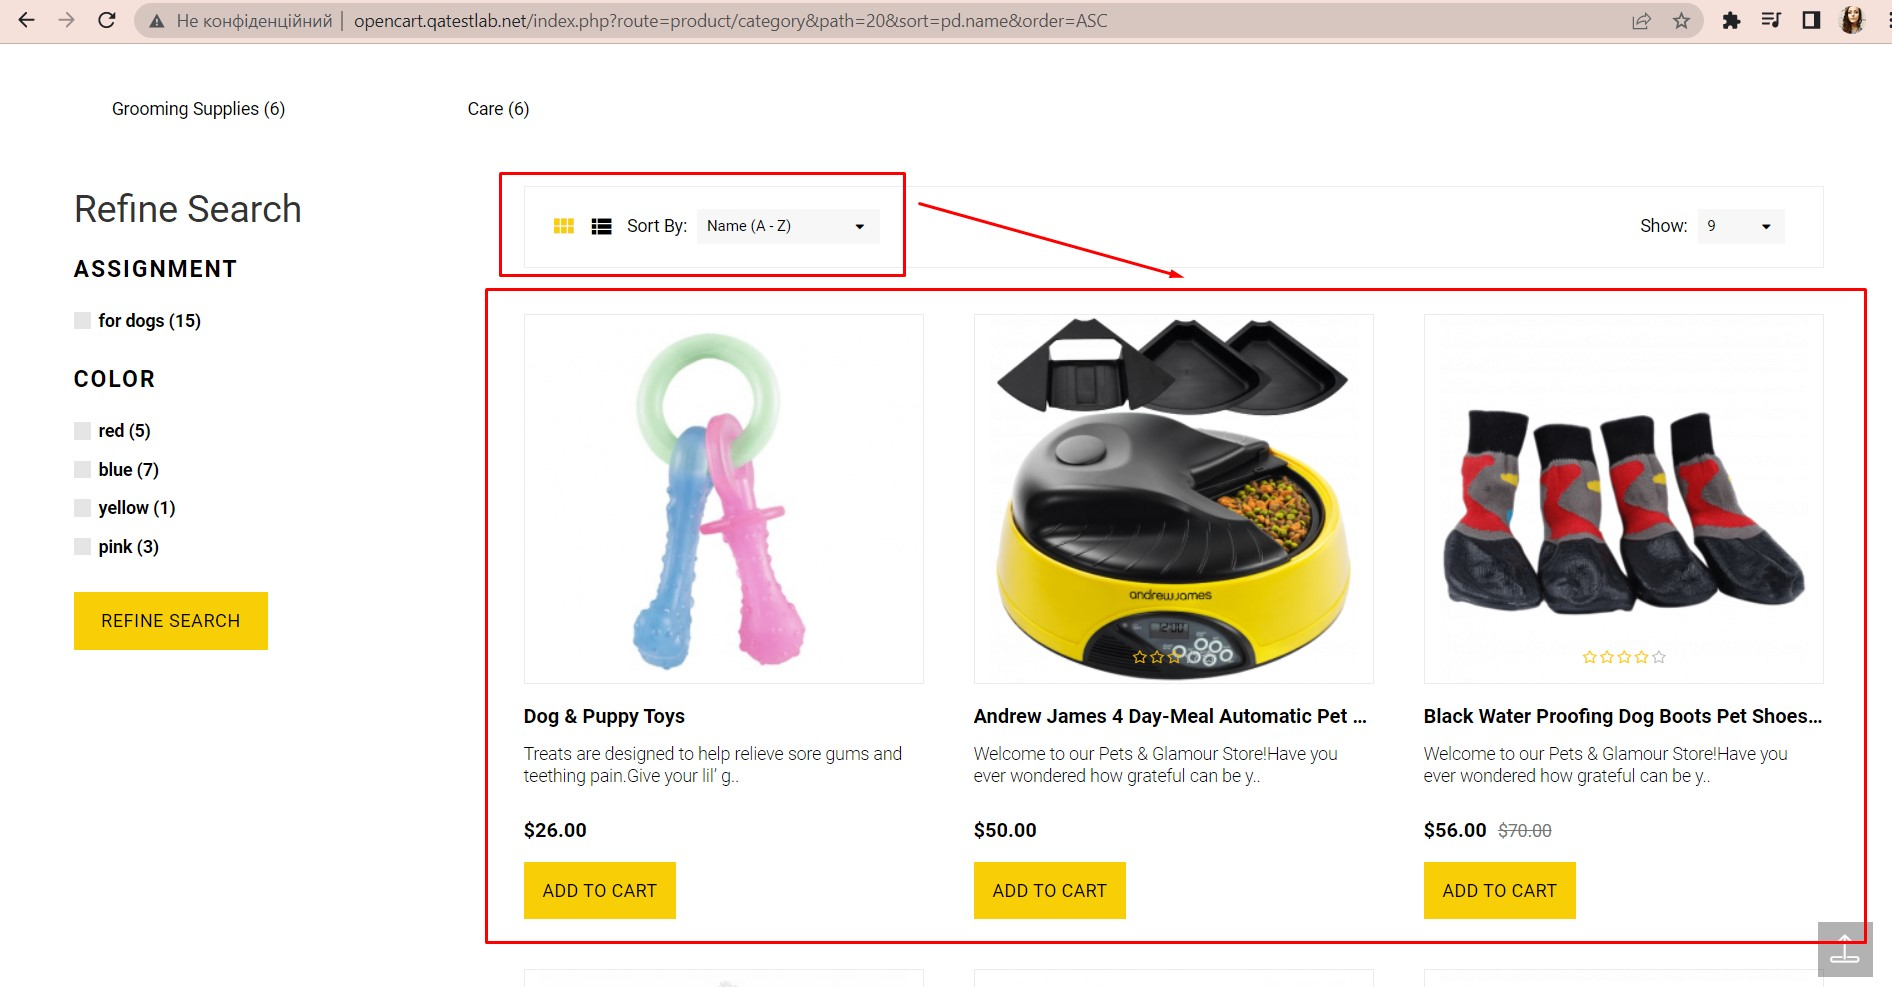 Не конфіденційний | opencart.qatestlab.net/index.php?route=product/category&path=20&sort=pd.name&order=ASC
Grooming Supplies (6)
Care (6)
Refine Search
ASSIGNMENT
for dogs (15)
COLOR
red (5)
blue (7)
yellow (1)
pink (3)
REFINE SEARCH
Sort By: Name (A - Z)
Show: 9
andrewjames
12:00
Dog & Puppy Toys
Treats are designed to help relieve sore gums and
teething pain.Give your lil' g..
$26.00
ADD TO CART
Andrew James 4 Day-Meal Automatic Pet ...
Welcome to our Pets & Glamour Store!Have you
ever wondered how grateful can be y..
$50.00
ADD TO CART
Black Water Proofing Dog Boots Pet Shoes...
Welcome to our Pets & Glamour Store!Have you
ever wondered how grateful can be y..
$56.00 $70.00
ADD TO CART